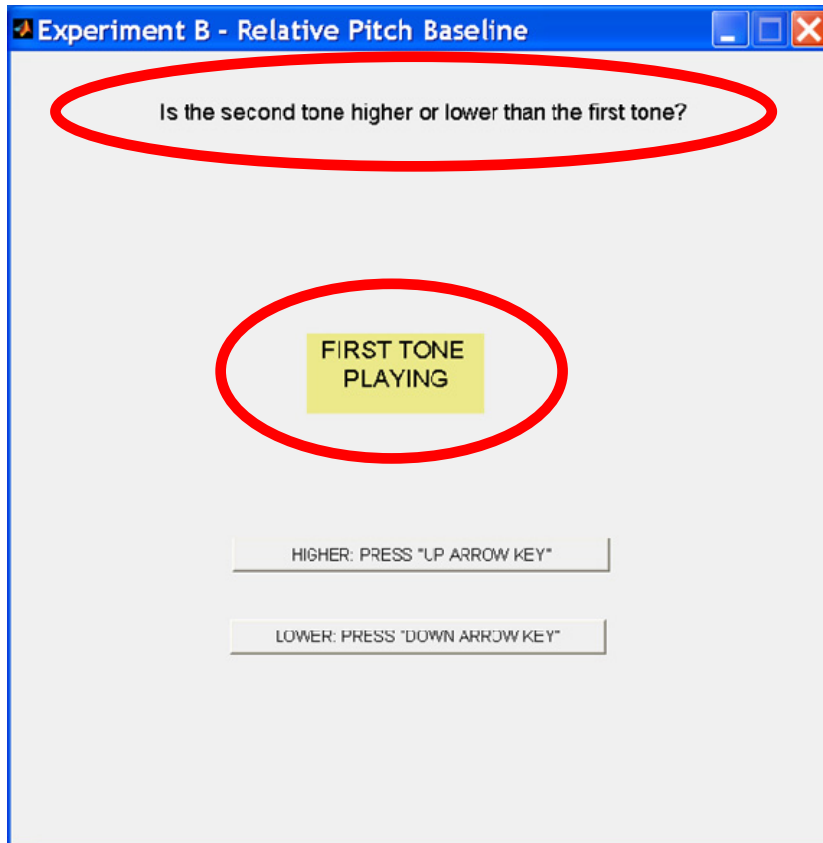 Experiment B - Relative Pitch Baseline
Is the second tone higher or lower than the first tone?
FIRST TONE
PLAYING
HIGHER: PRESS "UP ARROW KEY"
LOWER: PRESS "DOWN ARROW KEY"